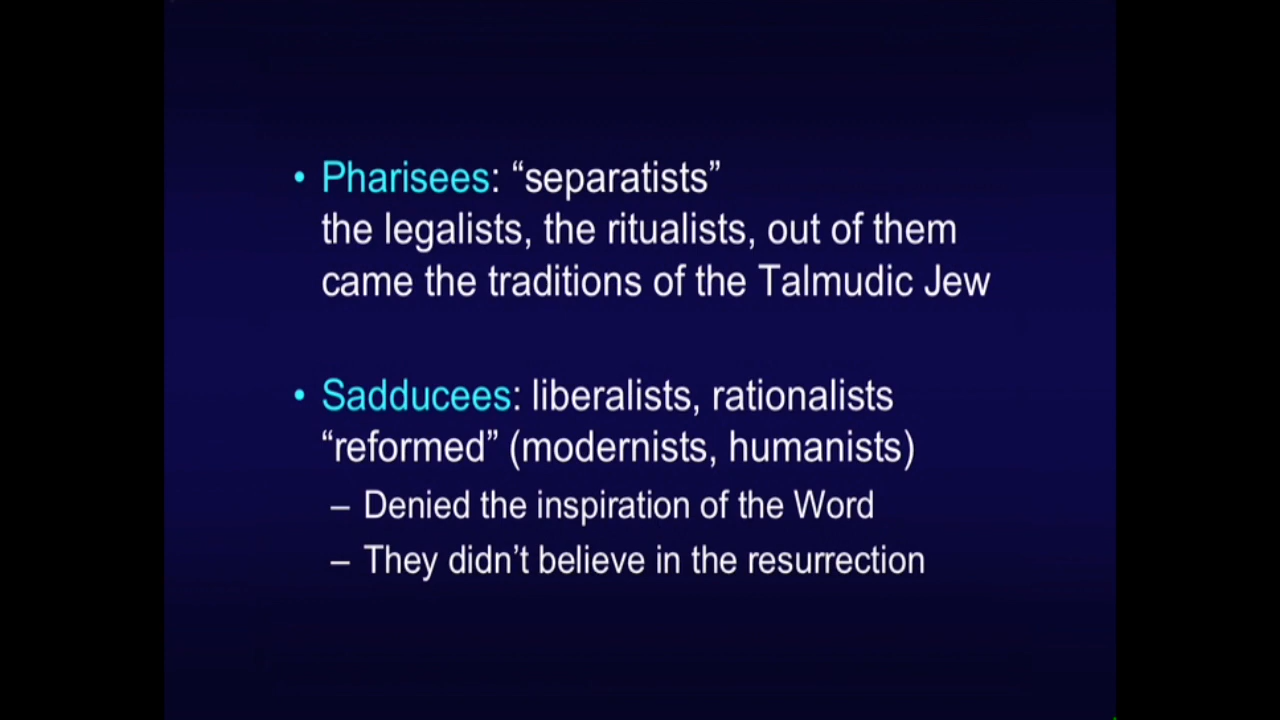 • Pharisees: “separatists”
the legalists, the ritualists, out of them
came the traditions of the Talmudic Jew
• Sadducees: liberalists, rationalists
“reformed” (modernists, humanists)
– Denied the inspiration of the Word
– They didn’t believe in the resurrection